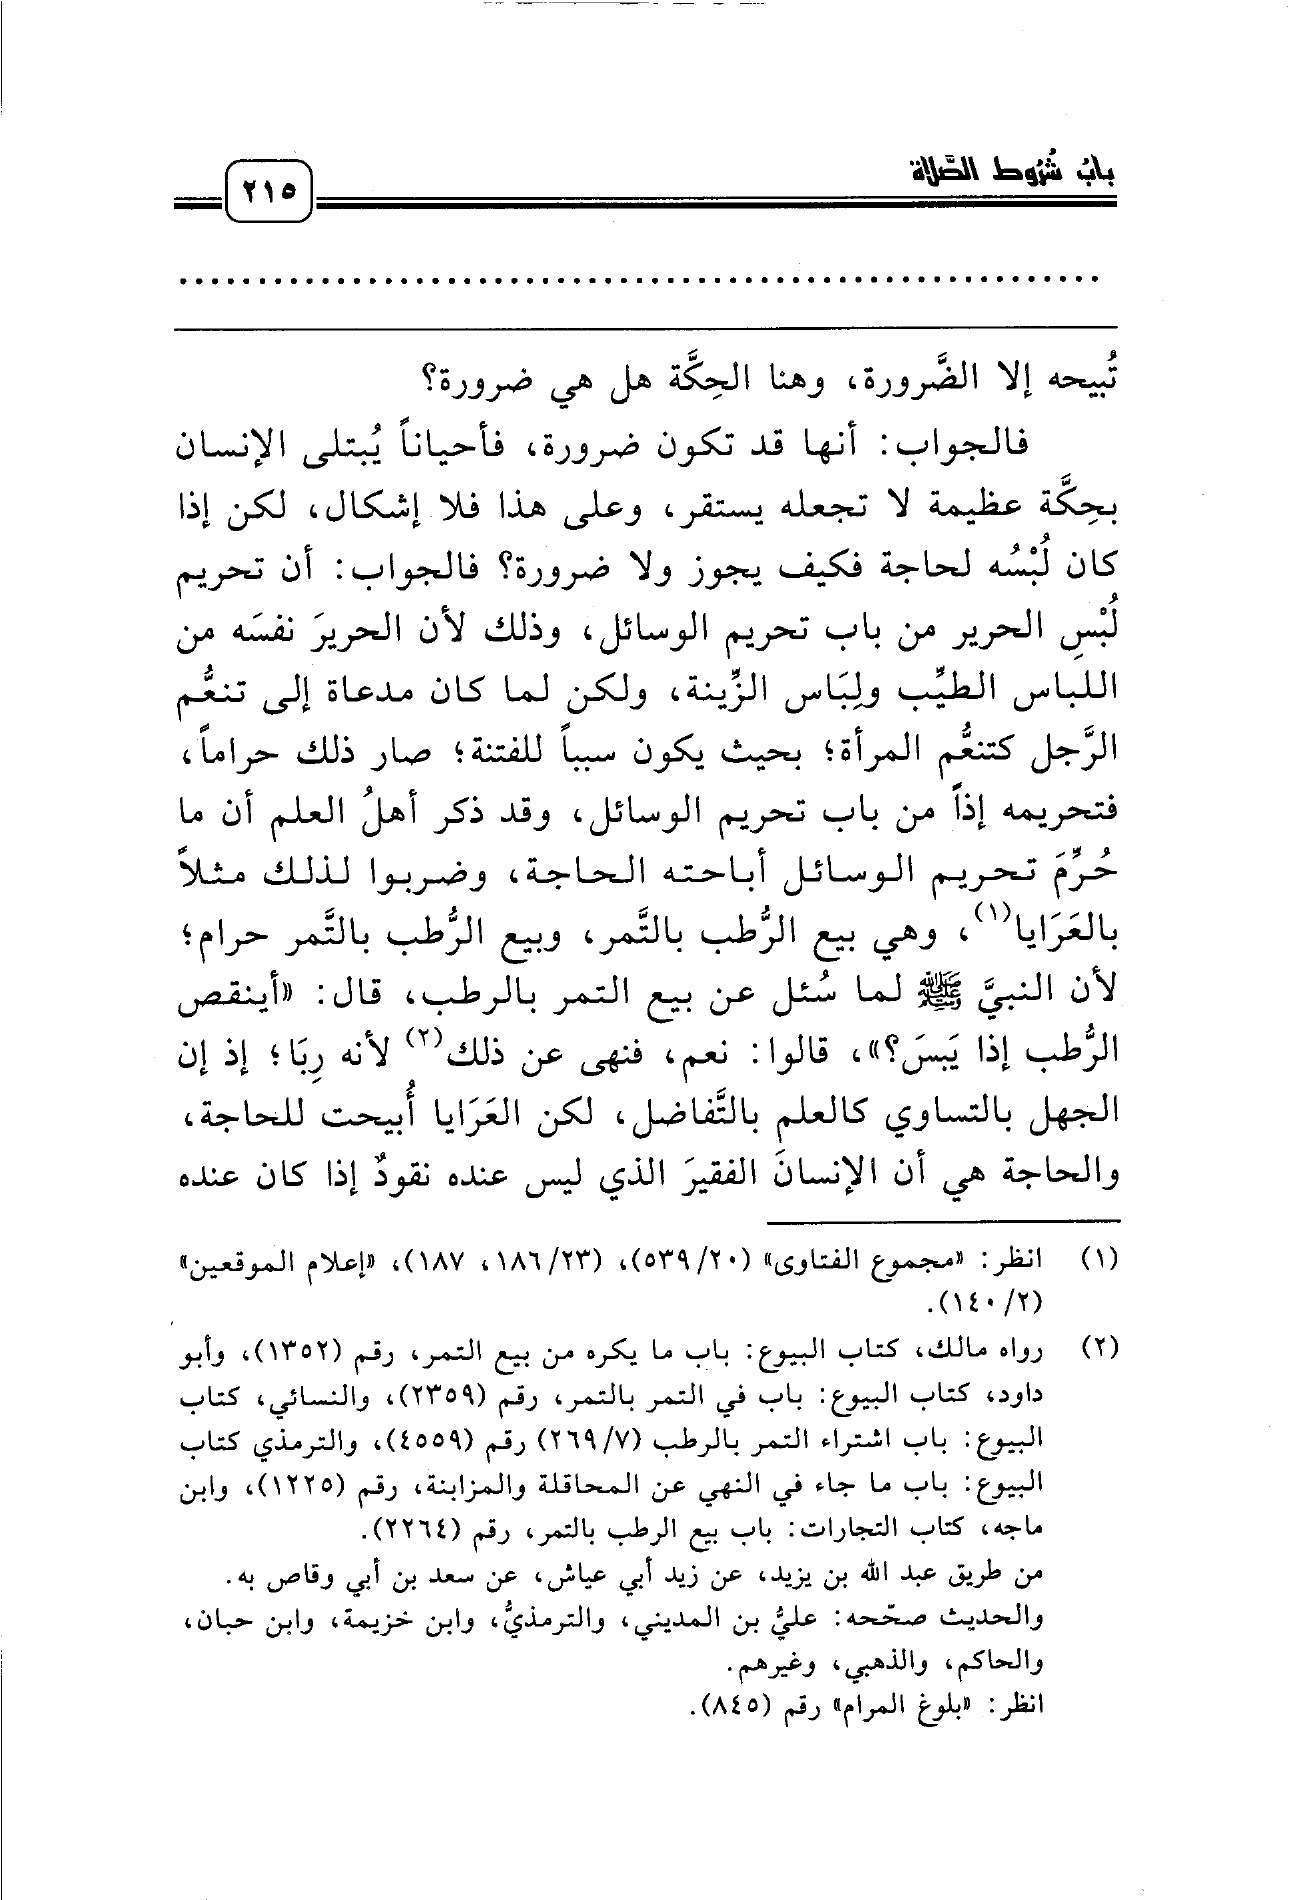 بابُ شُرُوط الصَّلاة
٢١٥
تُبيحه إلا الضَّرورة، وهنا الحِكَّة هل هي ضرورة؟
فالجواب: أنها قد تكون ضرورة، فأحياناً يُبتلى الإنسان
بحِكَّة عظيمة لا تجعله يستقر، وعلى هذا فلا إشكال، لكن إذا
كان لُبْسُه لحاجة فكيف يجوز ولا ضرورة؟ فالجواب: أن تحريم
لُبْسِ الحرير من باب تحريم الوسائل، وذلك لأن الحريرَ نفسَه من
اللباس الطيِّب ولِبَاس الزِّينة، ولكن لما كان مدعاة إلى تنعُّم
الرَّجل كتنعُّم المرأة؛ بحيث يكون سبباً للفتنة؛ صار ذلك حراماً،
فتحريمه إذاً من باب تحريم الوسائل، وقد ذكر أهلُ العلم أن ما
حُرِّمَ تحريم الوسائل أباحته الحاجة، وضربوا لذلك مثلاً
بالعَرَايا(١)، وهي بيع الرُّطب بالتَّمر، وبيع الرُّطب بالتَّمر حرام؛
لأن النبيَّ ﷺ لما سُئل عن بيع التمر بالرطب، قال: «أينقص
الرُّطب إذا يَبسَ؟»، قالوا: نعم، فنهى عن ذلك(٢) لأنه رِبَا؛ إذ إن
الجهل بالتساوي كالعلم بالتَّفاضل، لكن العَرَايا أُبيحت للحاجة،
والحاجة هي أن الإنسانَ الفقيرَ الذي ليس عنده نقودٌ إذا كان عنده
(١) انظر: «مجموع الفتاوى» (٢٠/ ٥٣٩)، (٢٣/ ١٨٦، ١٨٧)، «إعلام الموقعين»
(٢/ ١٤٠).
(٢) رواه مالك، كتاب البيوع: باب ما يكره من بيع التمر، رقم (١٣٥٢)، وأبو
داود، كتاب البيوع: باب في التمر بالتمر، رقم (٢٣٥٩)، والنسائي، كتاب
البيوع: باب اشتراء التمر بالرطب (٧/ ٢٦٩) رقم (٤٥٥٩)، والترمذي كتاب
البيوع: باب ما جاء في النهي عن المحاقلة والمزابنة، رقم (١٢٢٥)، وابن
ماجه، كتاب التجارات: باب بيع الرطب بالتمر، رقم (٢٢٦٤).
من طريق عبد الله بن يزيد، عن زيد أبي عياش، عن سعد بن أبي وقاص به.
والحديث صحّحه: عليُّ بن المديني، والترمذيُّ، وابن خزيمة، وابن حبان،
والحاكم، والذهبي، وغيرهم.
انظر: «بلوغ المرام» رقم (٨٤٥).